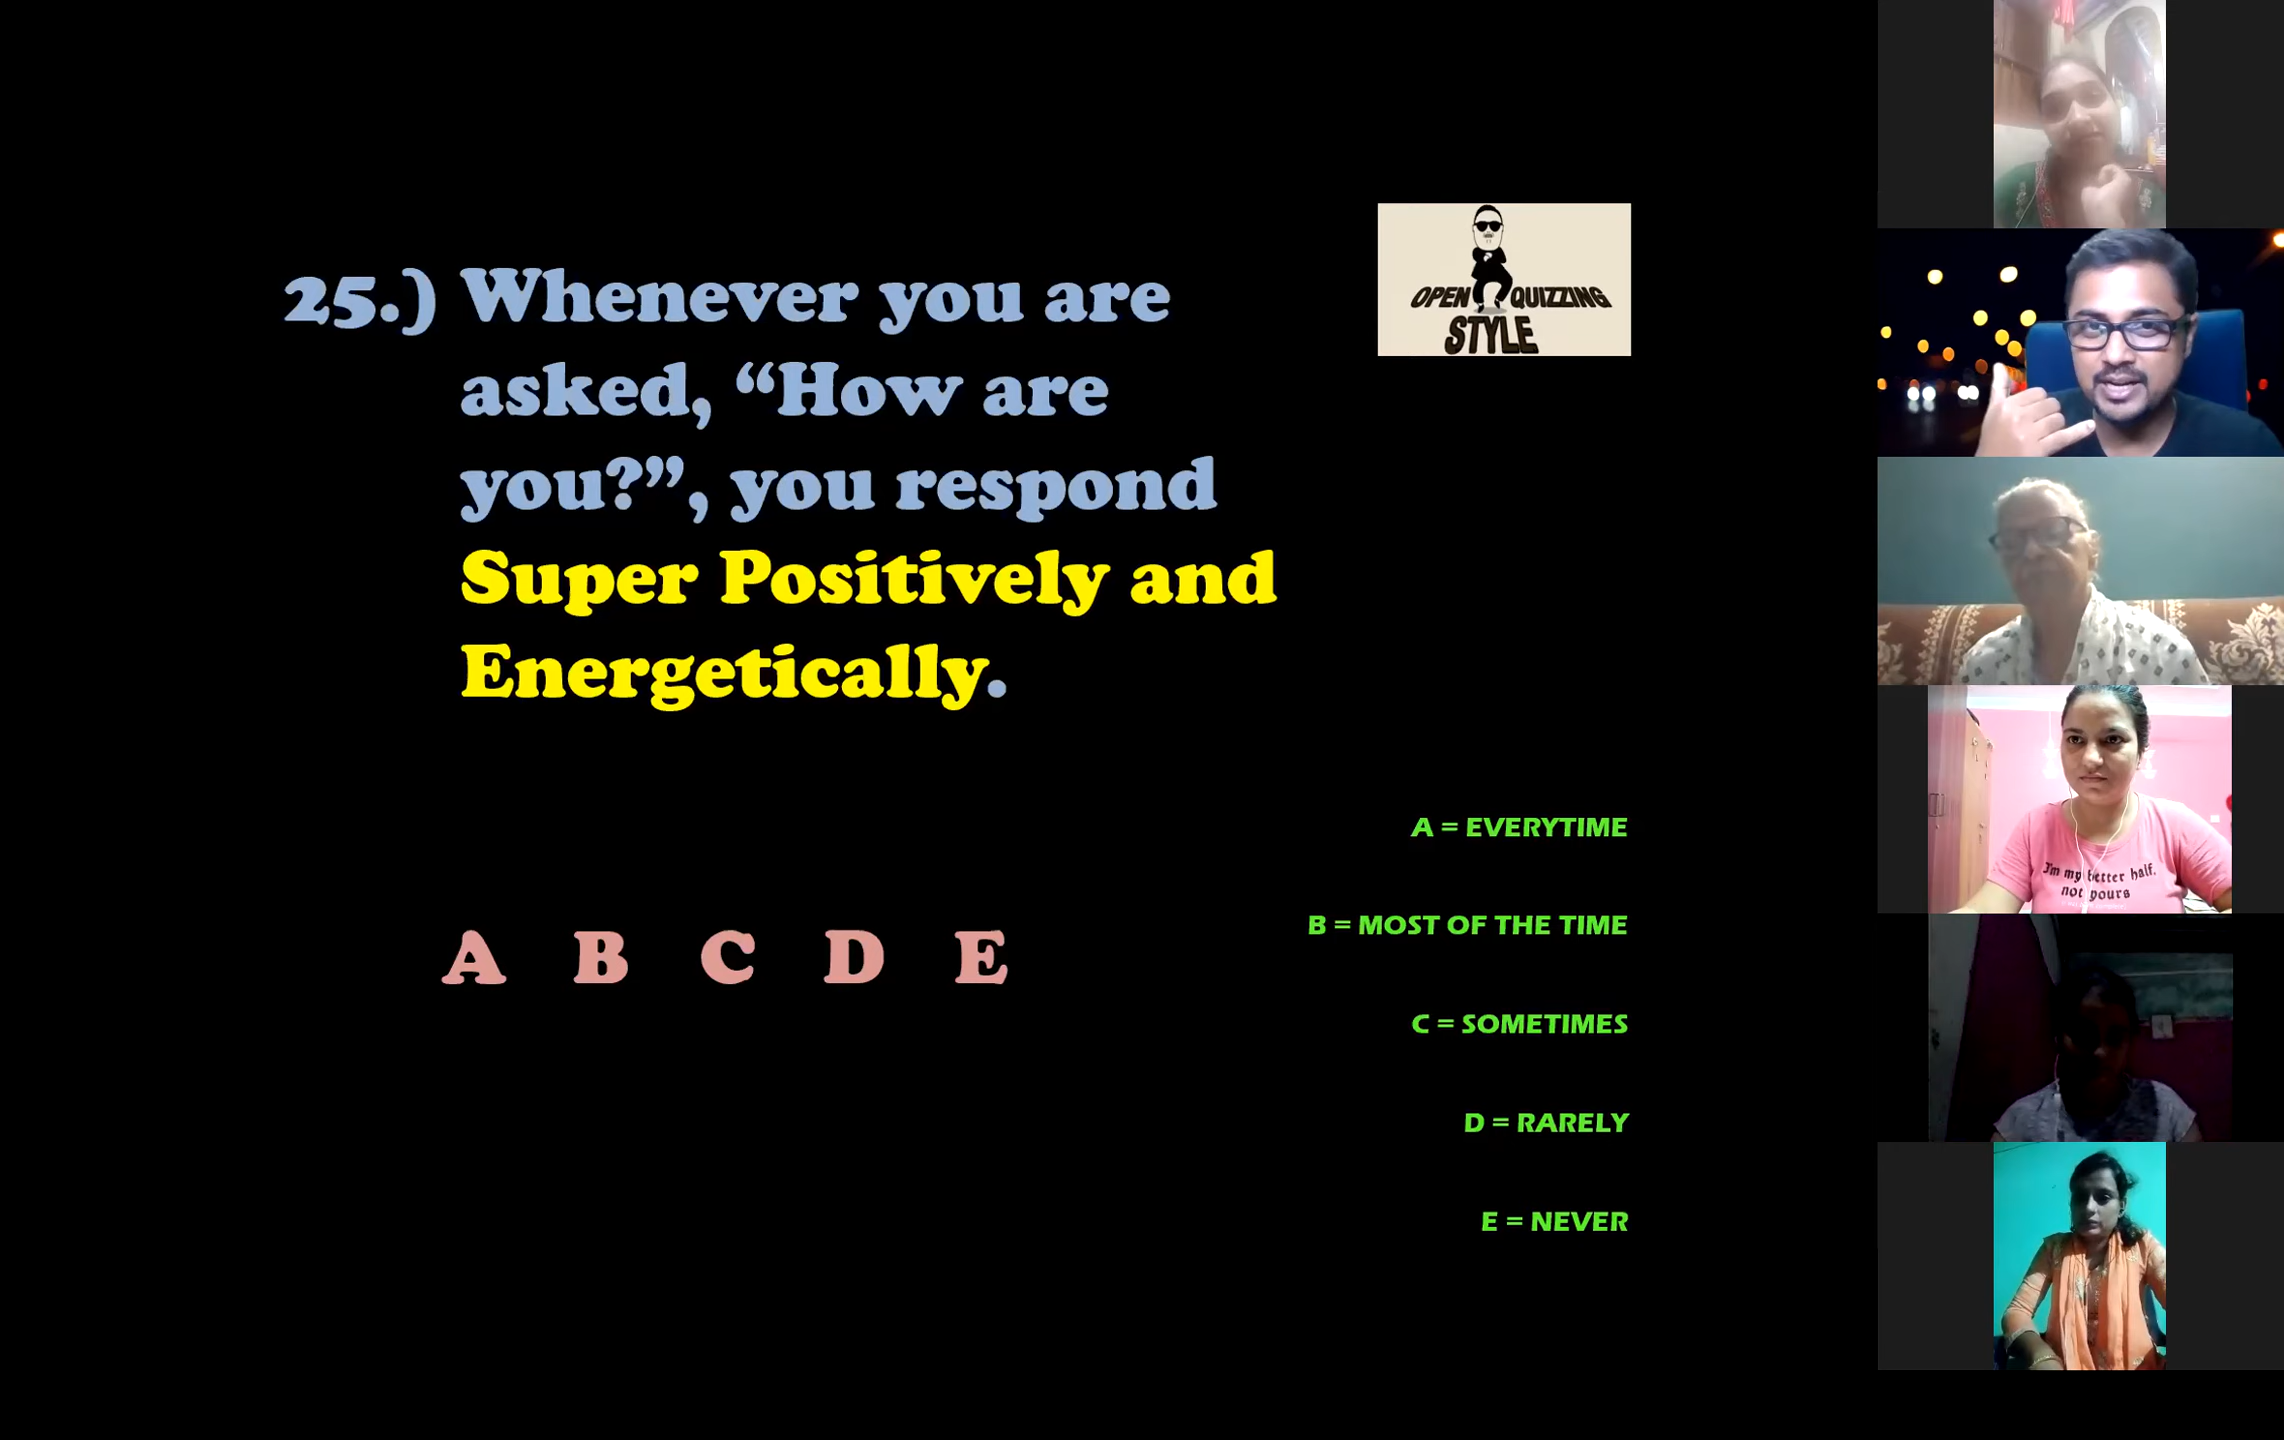 25.) Whenever you are
asked, “How are
you?”, you respond
Super Positively and
Energetically.
A B C D E
OPEN QUIZZING
STYLE
A = EVERYTIME
B = MOST OF THE TIME
C = SOMETIMES
D = RARELY
E = NEVER
I'm my better half.
not yours